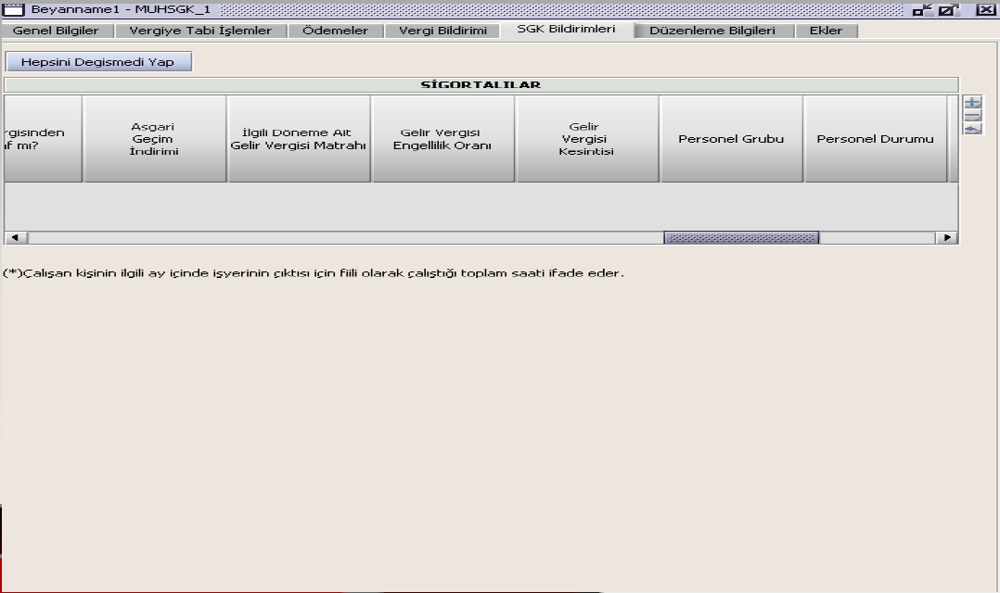 Beyanname1 - MUHSGK_1
Genel Bilgiler Vergiye Tabi İşlemler Ödemeler Vergi Bildirimi SGK Bildirimleri Düzenleme Bilgileri Ekler
Hepsini Degismedi Yap
SİGORTALILAR
rgisinden
af mı?
Asgari
Geçim
İndirimi
İlgili Döneme Ait
Gelir Vergisi Matrahı
Gelir Vergisi
Engellilik Oranı
Gelir
Vergisi
Kesintisi
Personel Grubu
Personel Durumu
(*)Çalışan kişinin ilgili ay içinde işyerinin çıktısı için fiili olarak çalıştığı toplam saati ifade eder.